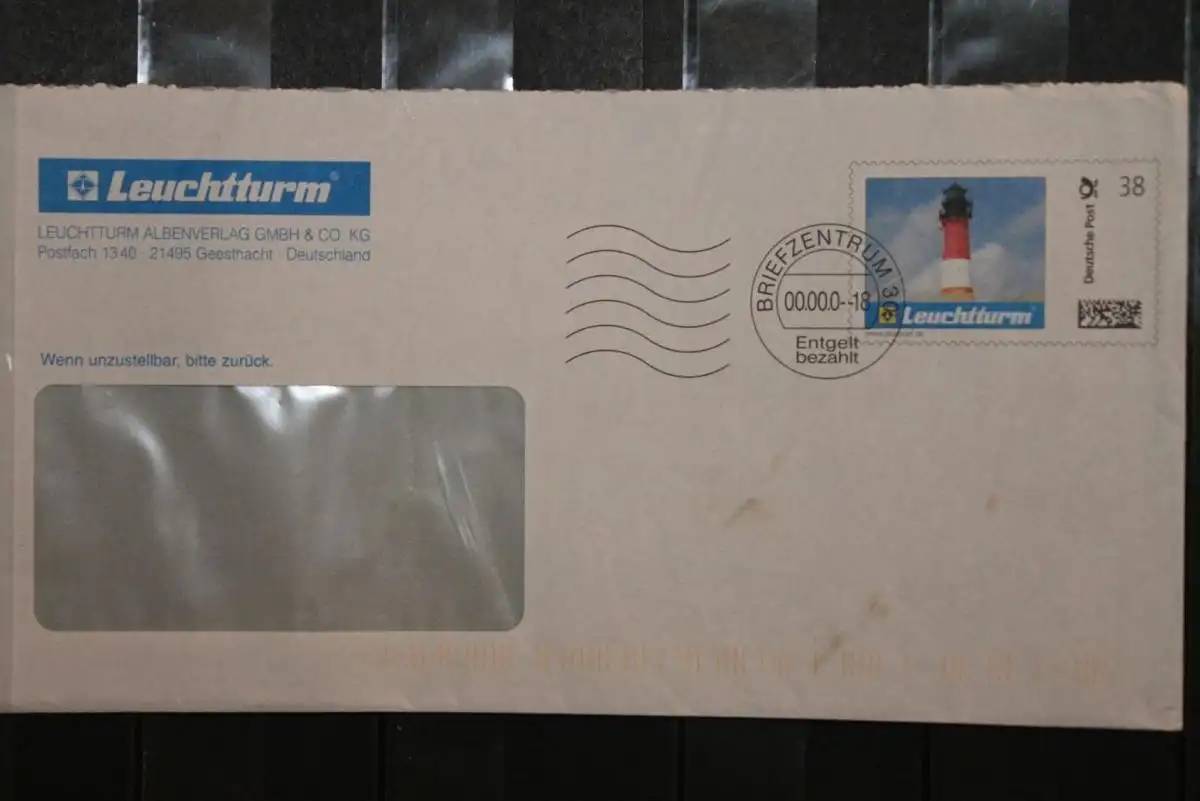 Leuchtturm®
LEUCHTTURM ALBENVERLAG GMBH & CO. KG
Postfach 1340 · 21495 Geesthacht · Deutschland
Wenn unzustellbar, bitte zurück.
BRIEFZENTRUM 30
00.00.0--18
Entgelt
bezahlt
Deutsche Post
38
Leuchtturm®